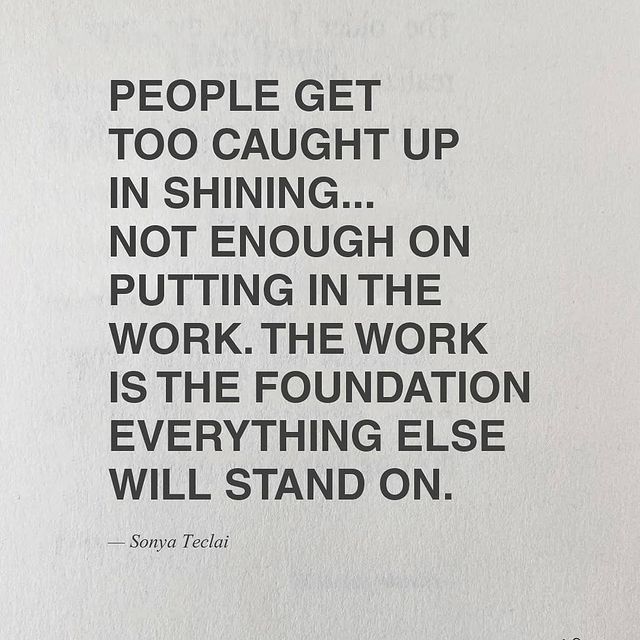 PEOPLE GET
TOO CAUGHT UP
IN SHINING...
NOT ENOUGH ON
PUTTING IN THE
WORK. THE WORK
IS THE FOUNDATION
EVERYTHING ELSE
WILL STAND ON.
— Sonya Teclai